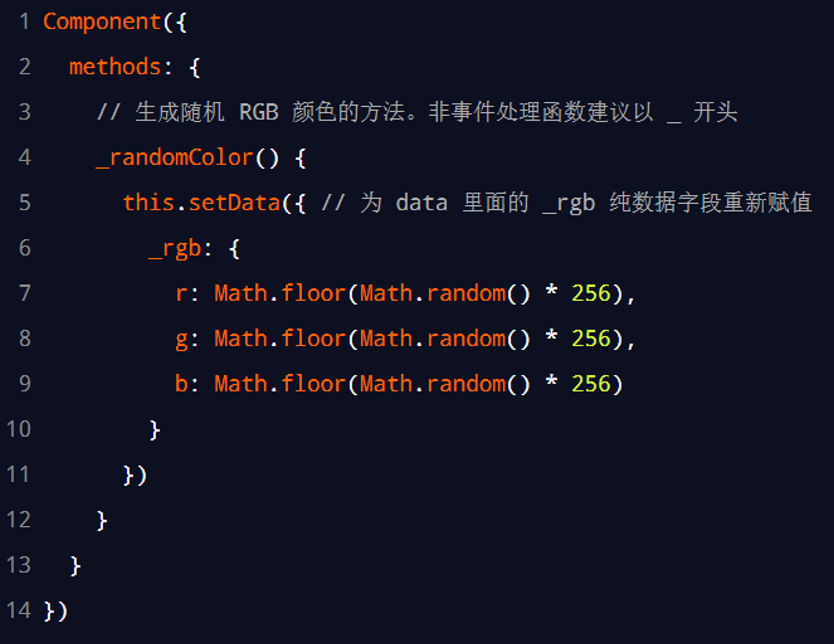 1 Component({
2   methods: {
3     // 生成随机 RGB 颜色的方法。非事件处理函数建议以 _ 开头
4     _randomColor() {
5       this.setData({ // 为 data 里面的 _rgb 纯数据字段重新赋值
6         _rgb: {
7           r: Math.floor(Math.random() * 256),
8           g: Math.floor(Math.random() * 256),
9           b: Math.floor(Math.random() * 256)
10         }
11       })
12     }
13   }
14 })